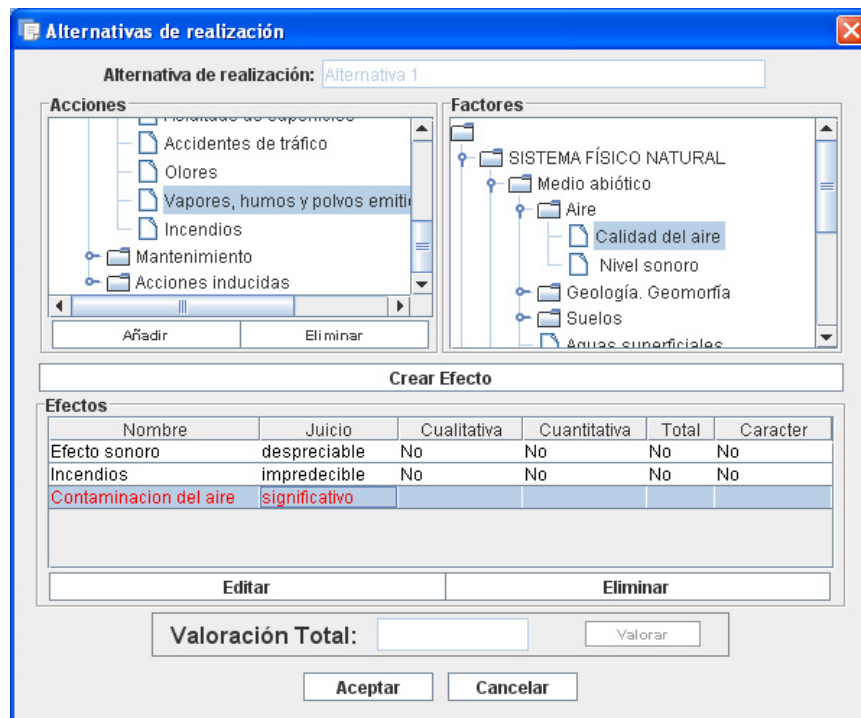 Alternativas de realización
Alternativa de realización: Alternativa 1
Acciones
Accidentes de tráfico
Olores
Vapores, humos y polvos emiti
Incendios
Mantenimiento
Acciones inducidas
Añadir Eliminar
Factores
SISTEMA FÍSICO NATURAL
Medio abiótico
Aire
Calidad del aire
Nivel sonoro
Geología. Geomorfía
Suelos
Aguas superficiales
Crear Efecto
Efectos
Nombre Juicio Cualitativa Cuantitativa Total Caracter
Efecto sonoro despreciable No No No No
Incendios impredecible No No No No
Contaminacion del aire significativo
Editar Eliminar
Valoración Total: Valorar
Aceptar Cancelar